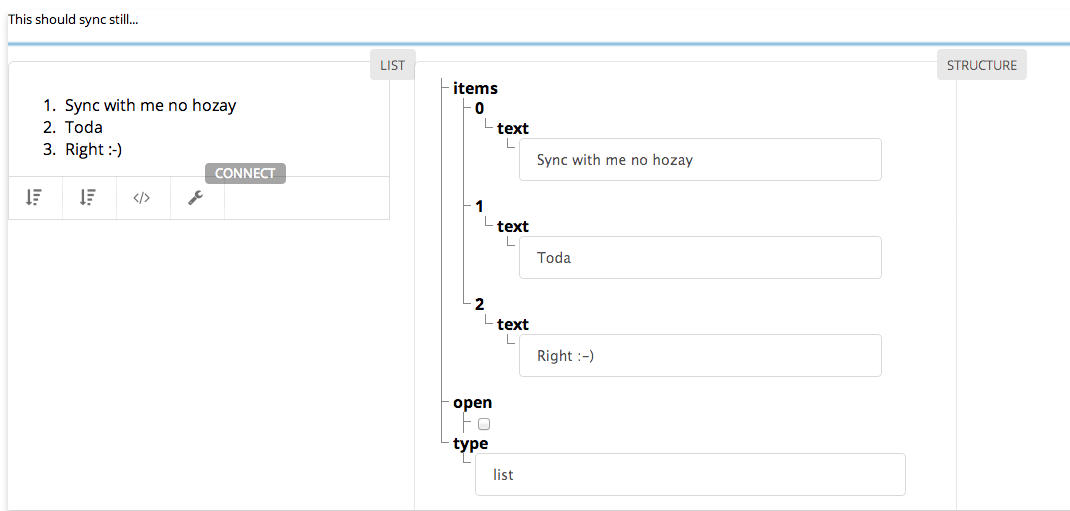 This should sync still...
LIST
1. Sync with me no hozay
2. Toda
3. Right :-)
CONNECT
</>
STRUCTURE
items
0
text
Sync with me no hozay
1
text
Toda
2
text
Right :-)
open
type
list